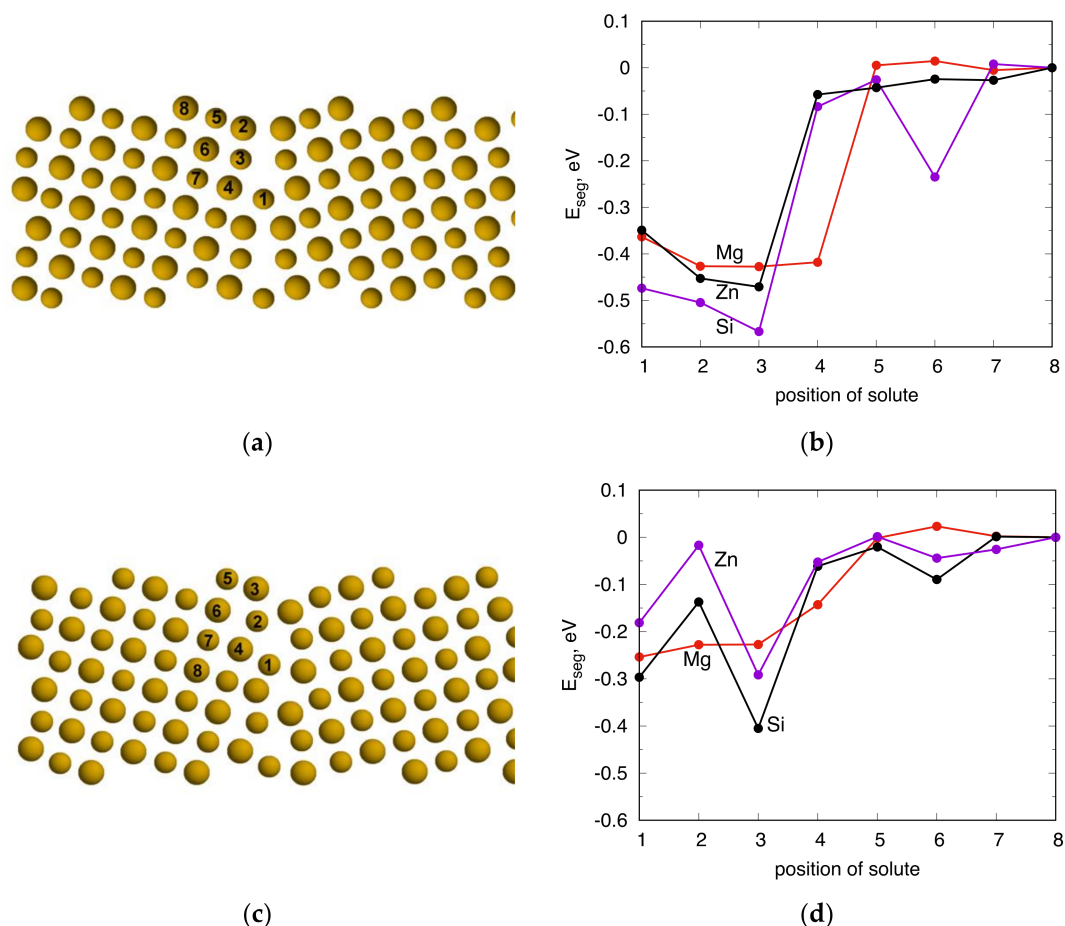 8 5 2
6 3
7 4 1
0.1
0
-0.1
-0.2
-0.3
-0.4
-0.5
-0.6
E_seg, eV
Mg
Zn
Si
1 2 3 4 5 6 7 8
position of solute
(a)
(b)
5 3
6 2
7 4
8 1
0.1
0
-0.1
-0.2
-0.3
-0.4
-0.5
-0.6
E_seg, eV
Zn
Mg
Si
1 2 3 4 5 6 7 8
position of solute
(c)
(d)